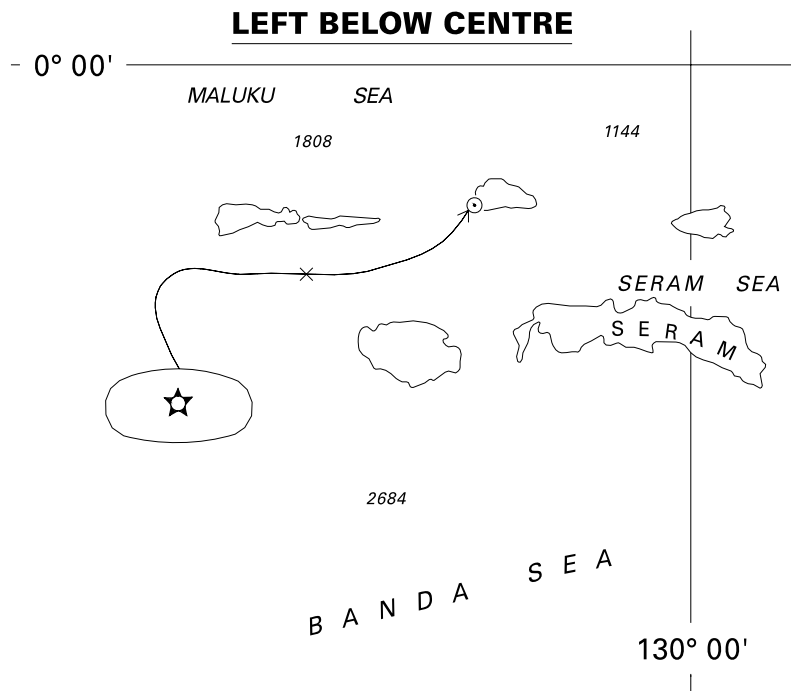 LEFT BELOW CENTRE
0° 00'
MALUKU SEA
1144
1808
SERAM SEA
SERAM
2684
BANDA SEA
130° 00'